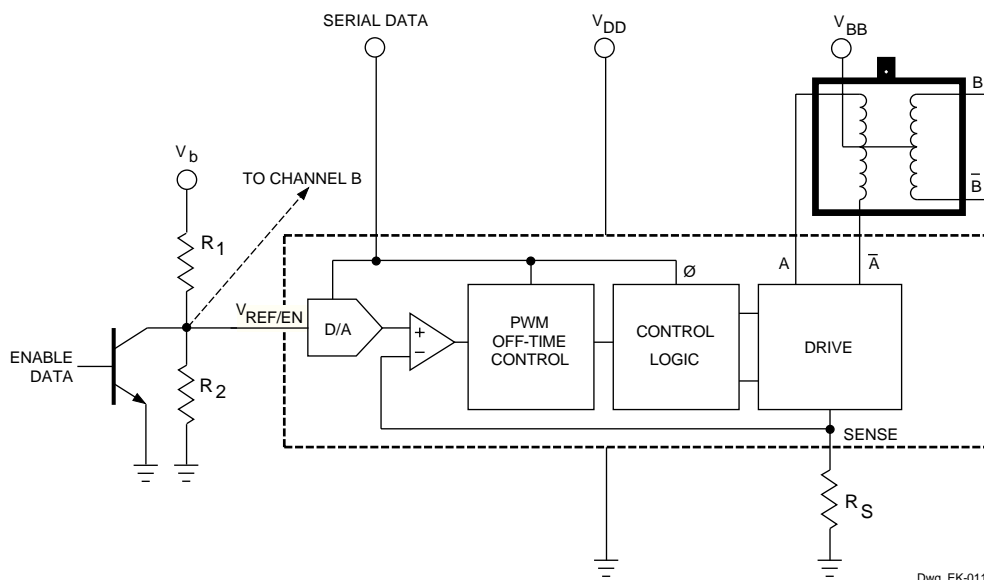 SERIAL DATA
V DD
V BB
B
B̅
V b
TO CHANNEL B
R 1
A
A̅
Ø
V REF/EN
D/A
+
−
PWM
OFF-TIME
CONTROL
CONTROL
LOGIC
DRIVE
ENABLE
DATA
R 2
SENSE
R S